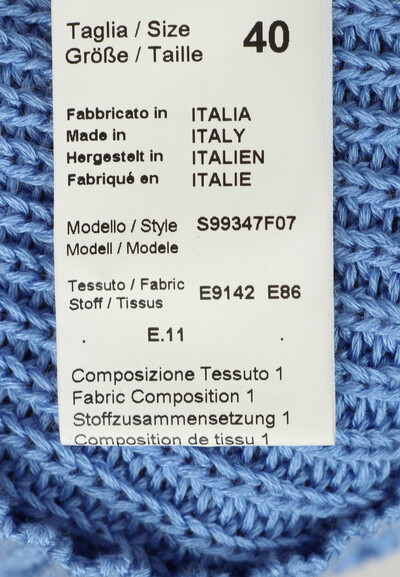 Taglia / Size 40
Größe / Taille
Fabbricato in ITALIA
Made in ITALY
Hergestelt in ITALIEN
Fabriqué en ITALIE
Modello / Style S99347F07
Modell / Modele
Tessuto / Fabric E9142 E86
Stoff / Tissus
. E.11 .
Composizione Tessuto 1
Fabric Composition 1
Stoffzusammensetzung 1
Composition de tissu 1